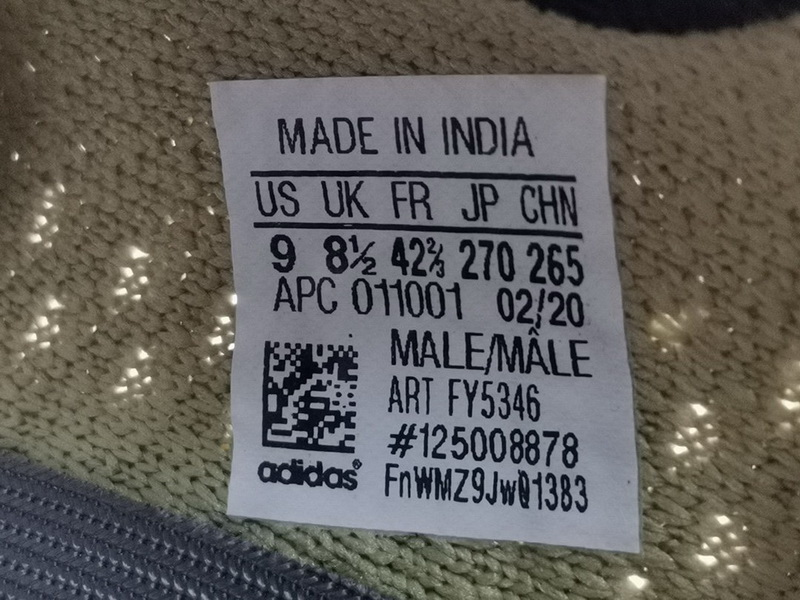 MADE IN INDIA
US UK FR JP CHN
9 8½ 42⅔ 270 265
APC 011001 02/20
MALE/MÂLE
ART FY5346
#125008878
adidas®
FnWMZ9JwQ1383